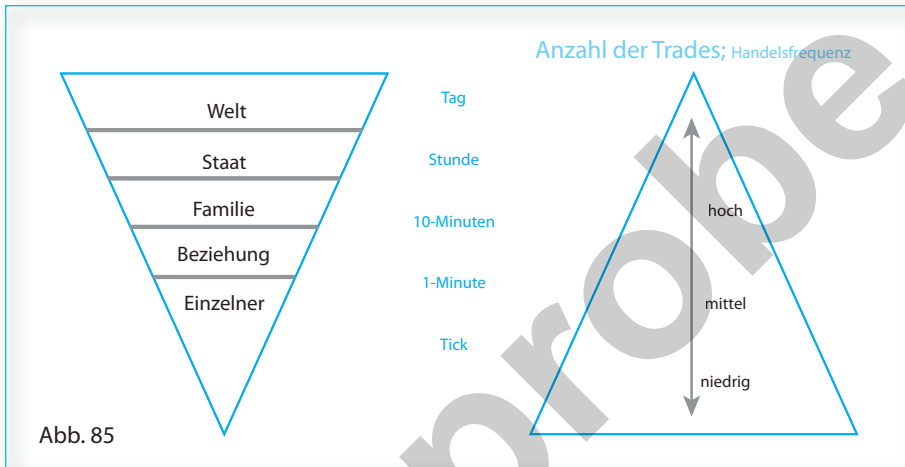 Anzahl der Trades; Handelsfrequenz
Welt
Staat
Familie
Beziehung
Einzelner
Tag
Stunde
10-Minuten
1-Minute
Tick
hoch
mittel
niedrig
Abb. 85
probe